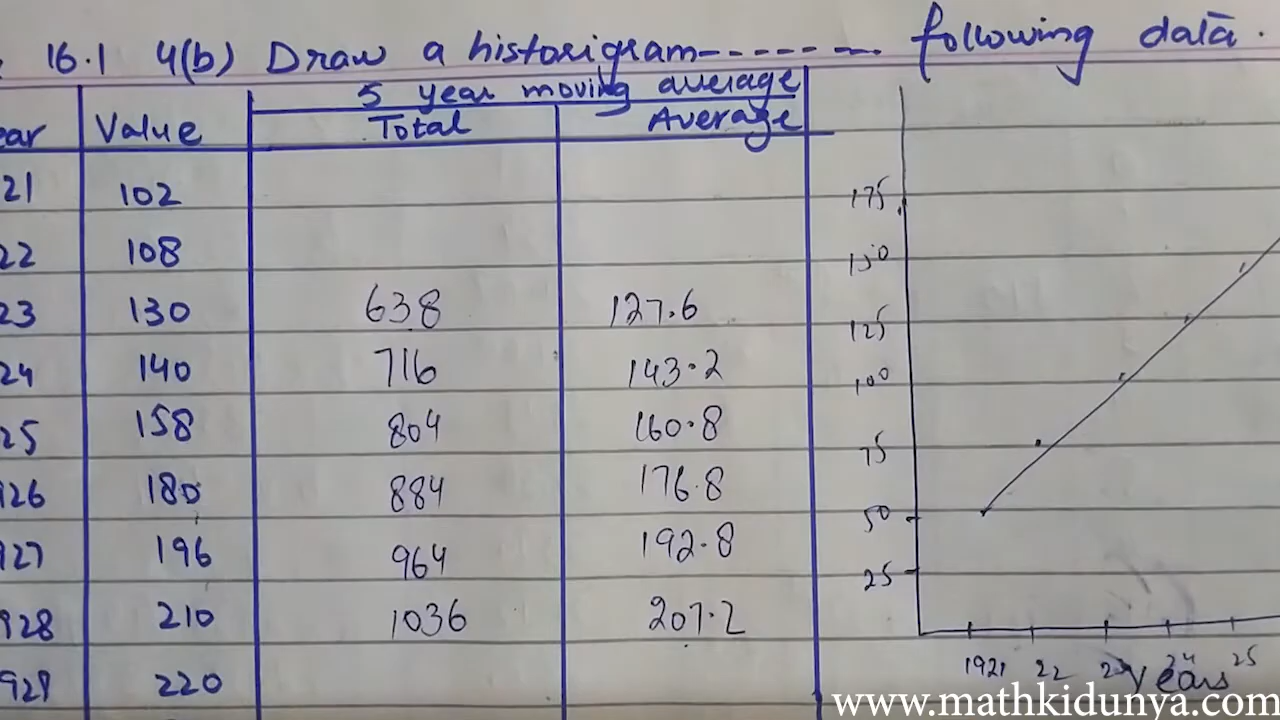 16.1 4(b) Draw a historigram------- following data.
5 year moving average
ear Value Total Average
21 102
22 108
23 130 638 127.6
24 140 716 143.2
25 158 804 160.8
926 180 884 176.8
927 196 964 192.8
928 210 1036 207.2
929 220
175
150
125
100
75
50
25
1921 22 23 24 25
Years
www.mathkidunya.com